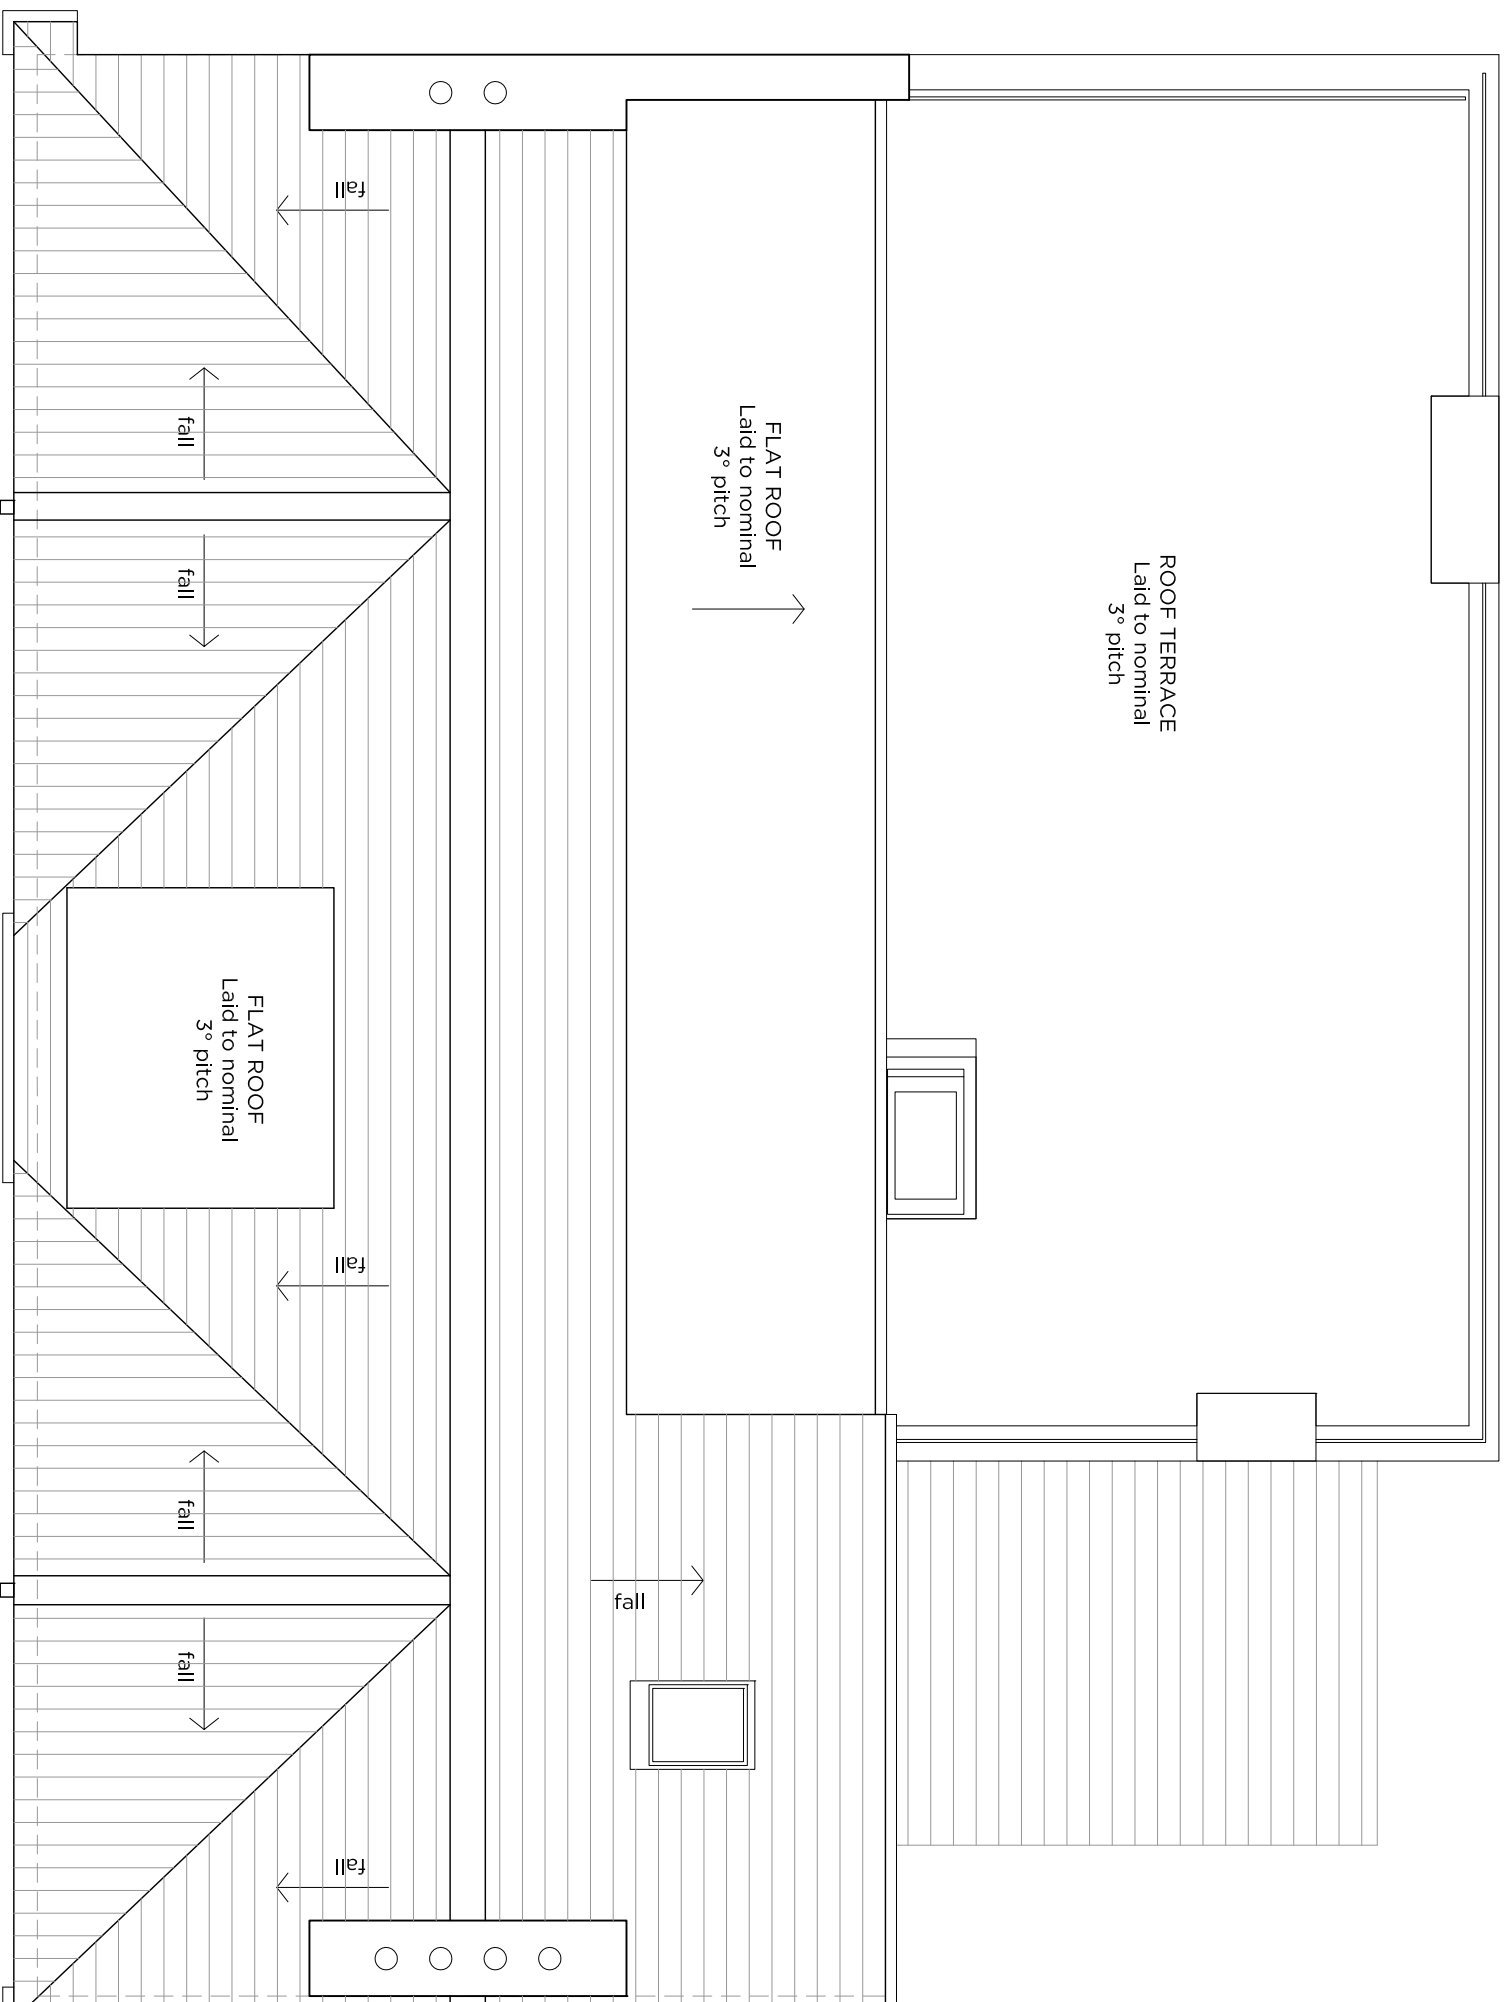 fall
fall
fall
FLAT ROOF
Laid to nominal
3° pitch
ROOF TERRACE
Laid to nominal
3° pitch
FLAT ROOF
Laid to nominal
3° pitch
fall
fall
fall
fall
fall